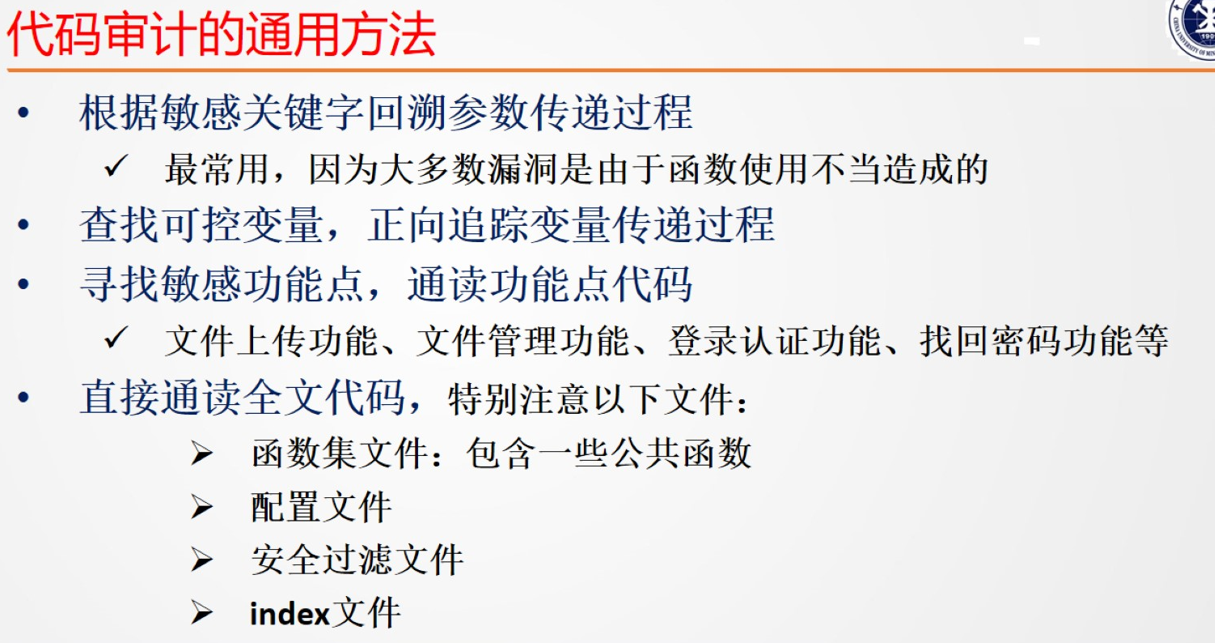 代码审计的通用方法
• 根据敏感关键字回溯参数传递过程
✓ 最常用，因为大多数漏洞是由于函数使用不当造成的
• 查找可控变量，正向追踪变量传递过程
• 寻找敏感功能点，通读功能点代码
✓ 文件上传功能、文件管理功能、登录认证功能、找回密码功能等
• 直接通读全文代码，特别注意以下文件：
➢ 函数集文件：包含一些公共函数
➢ 配置文件
➢ 安全过滤文件
➢ index文件